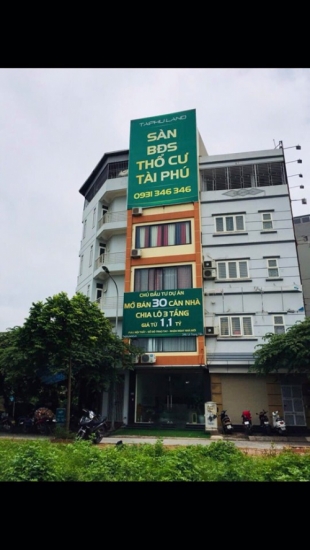 TAIPHULAND
SÀN
BĐS
THỔ CƯ
TÀI PHÚ
0931 346 346
CHỦ ĐẦU TƯ DỰ ÁN
MỞ BÁN 30 CĂN NHÀ
CHIA LÔ 3 TẦNG
GIÁ TỪ 1,1 TỶ